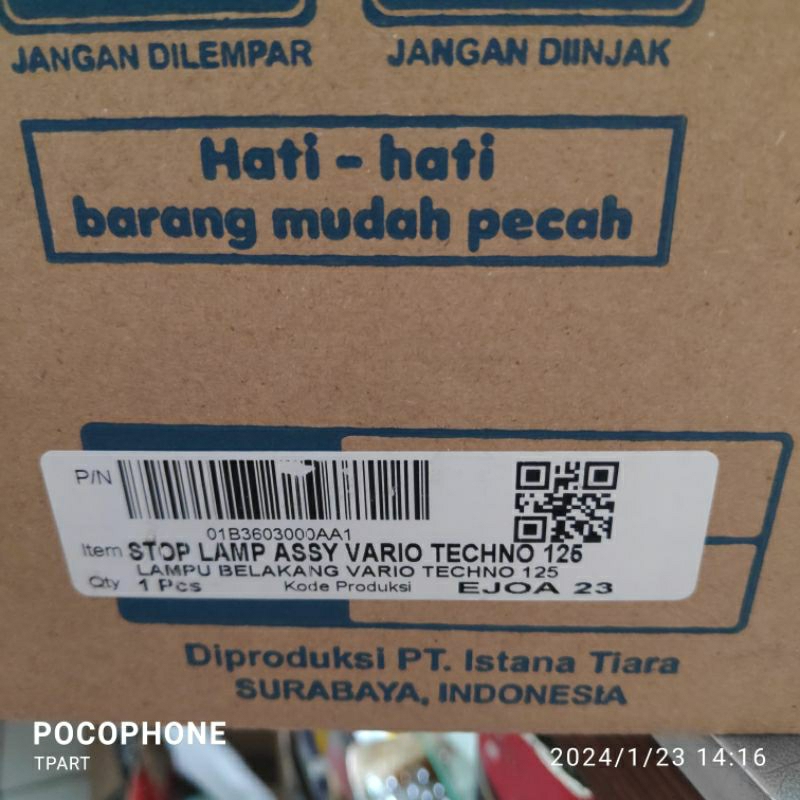 JANGAN DILEMPAR
JANGAN DIINJAK
Hati - hati
barang mudah pecah
P/N
01B3603000AA1
Item STOP LAMP ASSY VARIO TECHNO 125
LAMPU BELAKANG VARIO TECHNO 125
Qty 1 Pcs Kode Produksi EJOA 23
Diproduksi PT. Istana Tiara
SURABAYA, INDONESIA
POCOPHONE
TPART
2024/1/23 14:16